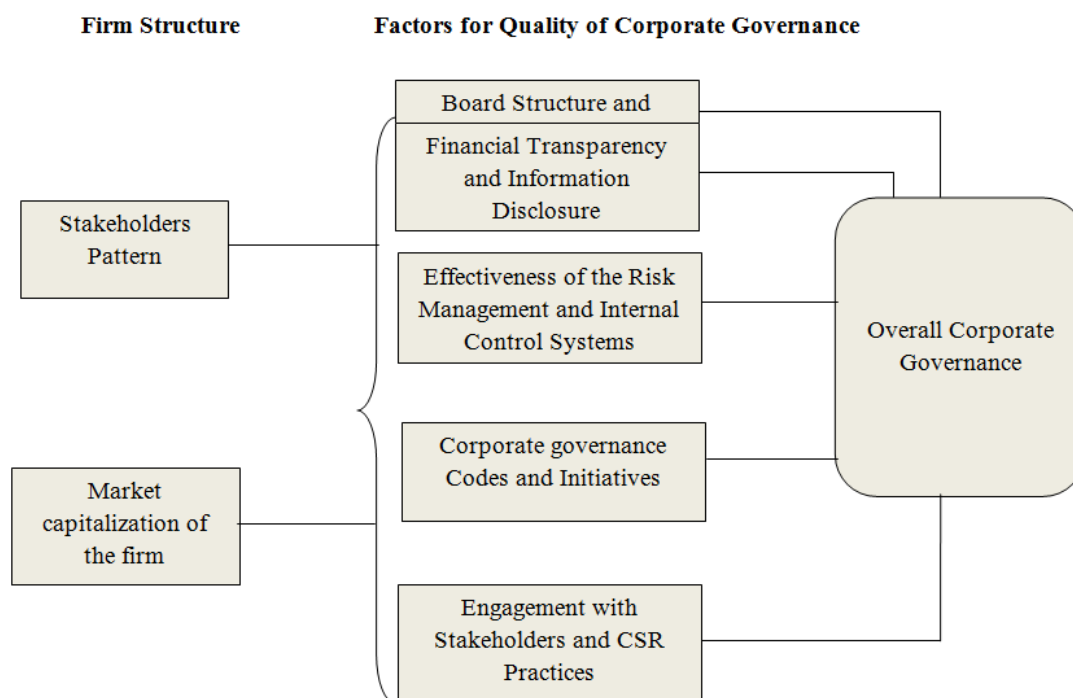 Firm Structure
Factors for Quality of Corporate Governance
Board Structure and
Financial Transparency
and Information
Disclosure
Stakeholders
Pattern
Effectiveness of the Risk
Management and Internal
Control Systems
Overall Corporate
Governance
Corporate governance
Codes and Initiatives
Market
capitalization of
the firm
Engagement with
Stakeholders and CSR
Practices